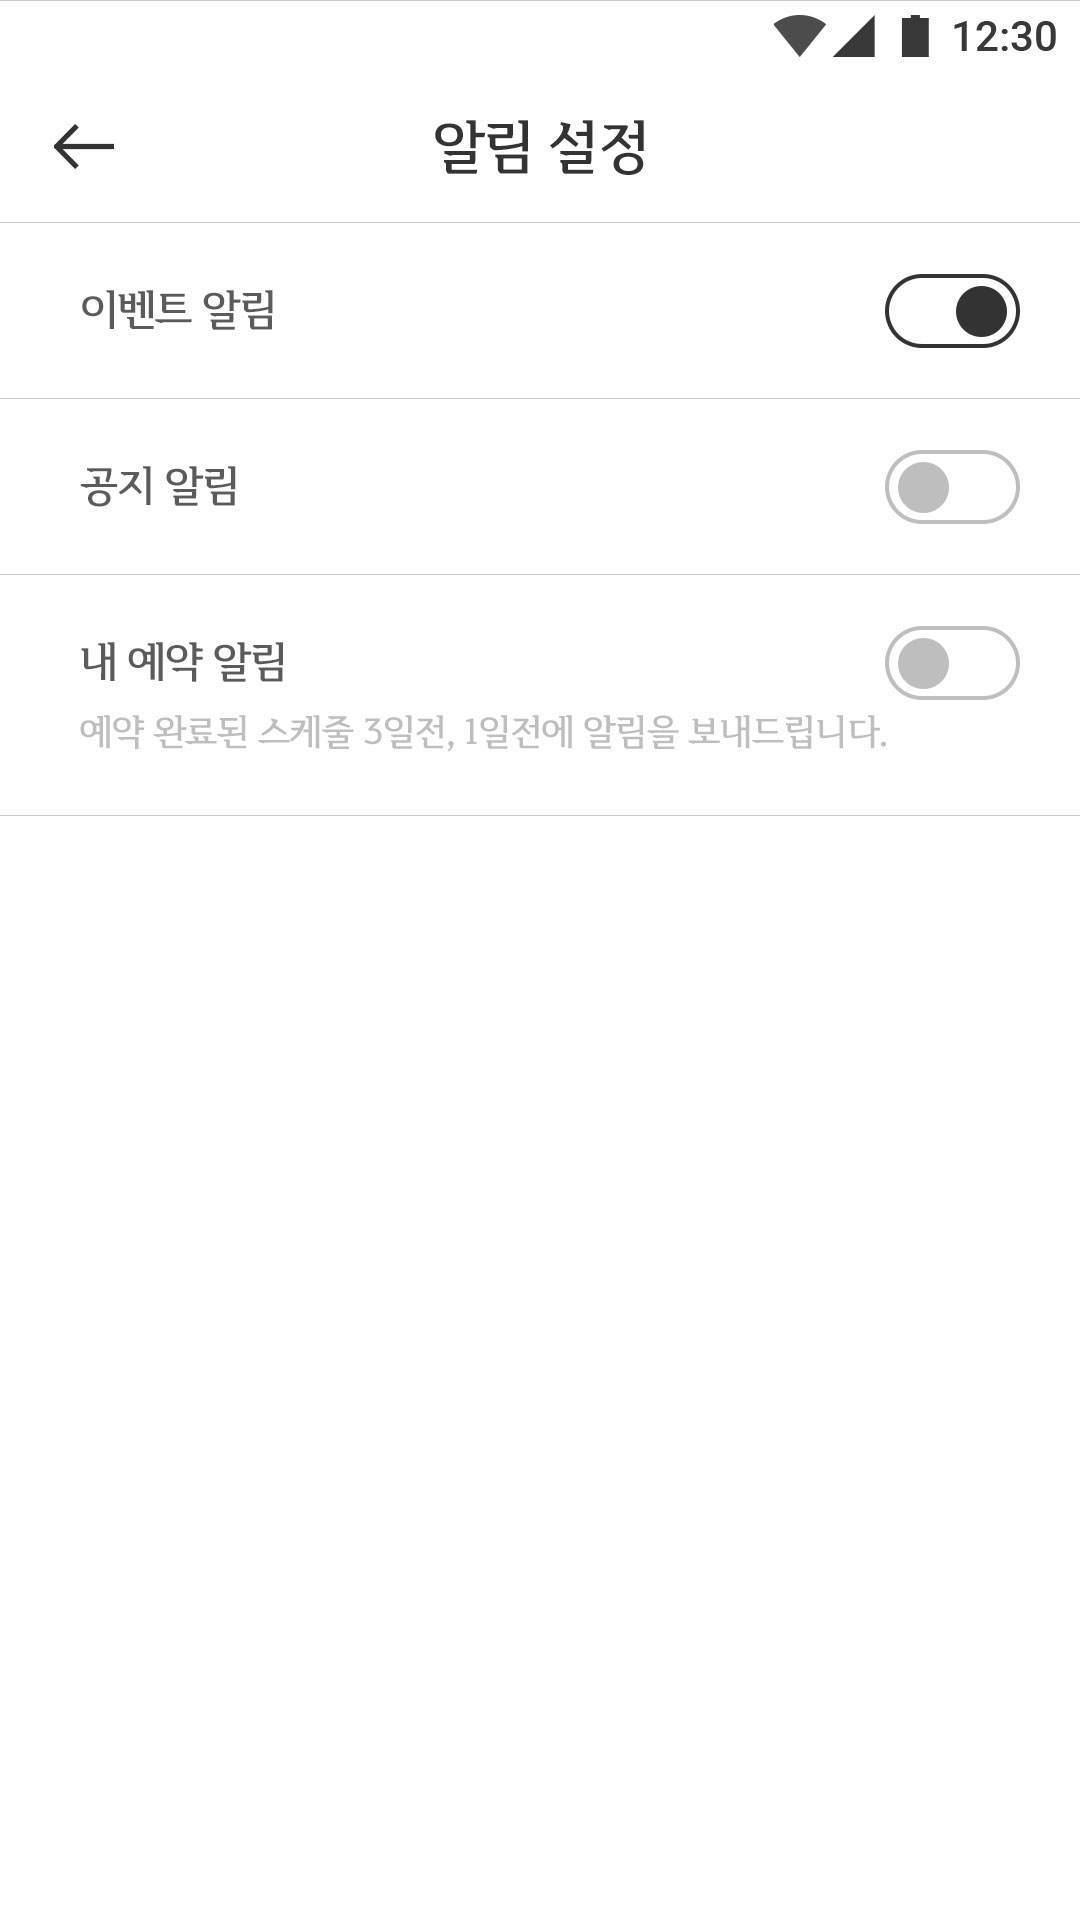 12:30
알림 설정
이벤트 알림
공지 알림
내 예약 알림
예약 완료된 스케줄 3일전, 1일전에 알림을 보내드립니다.